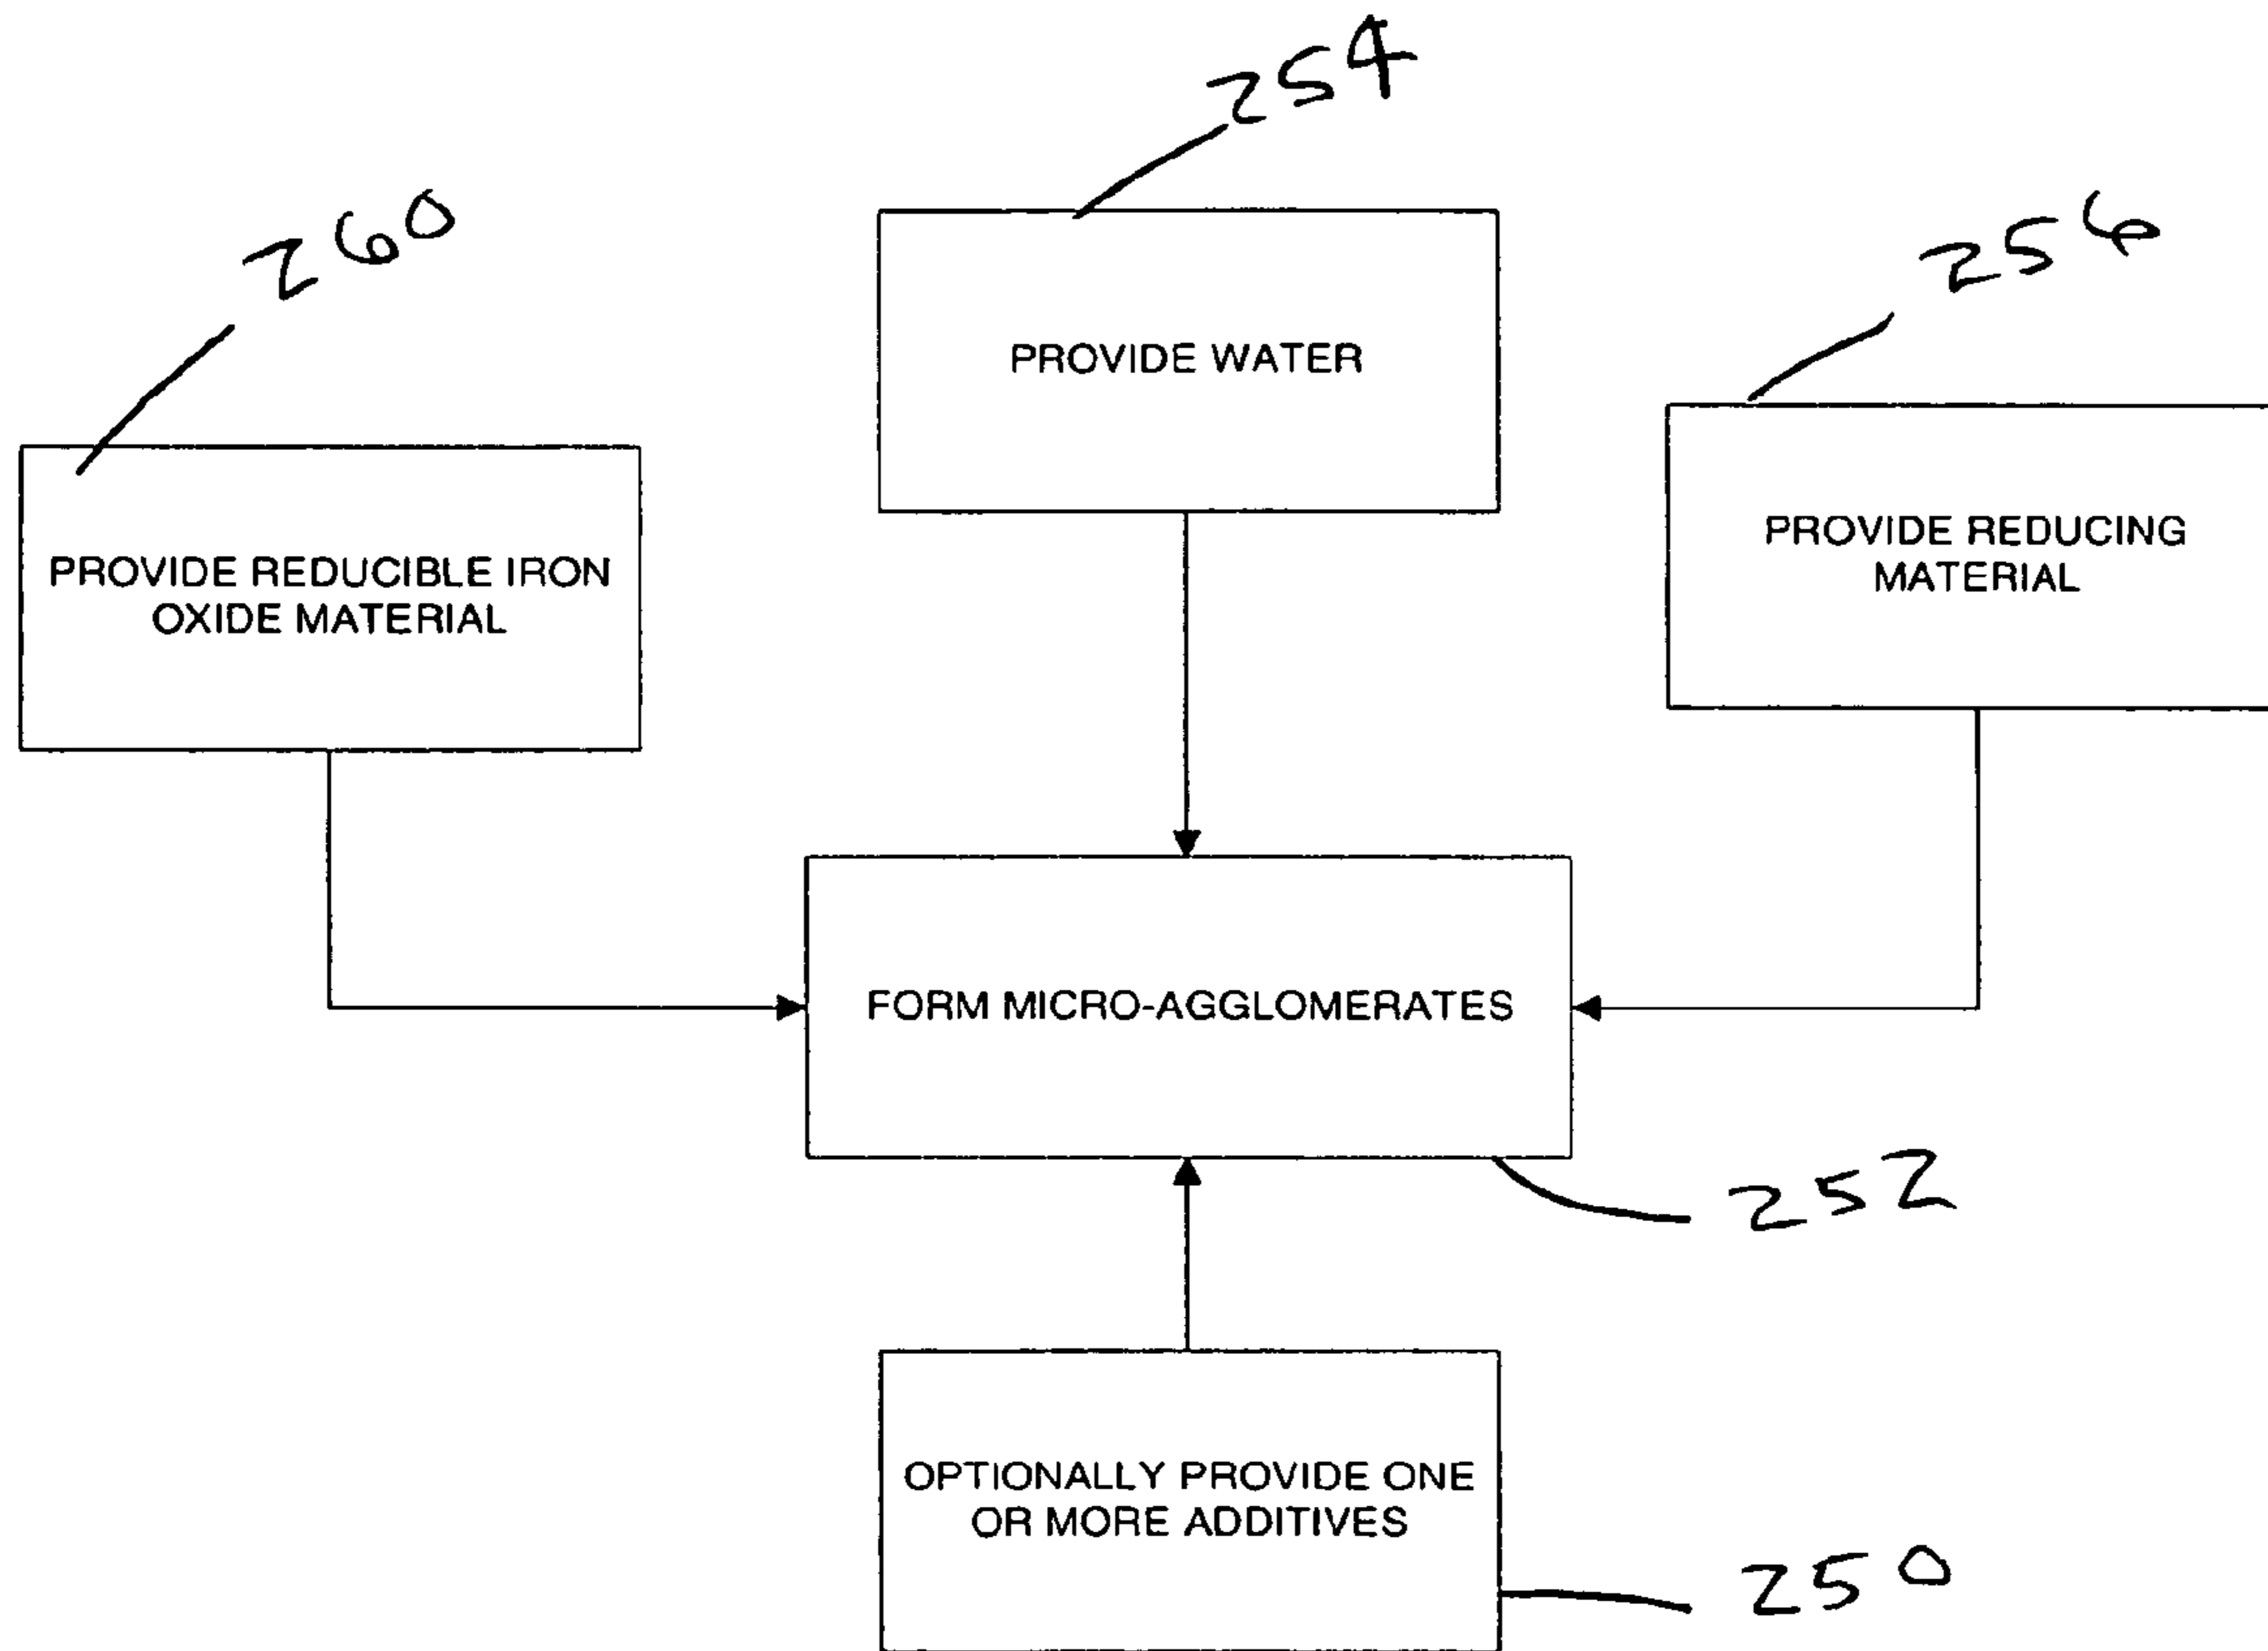 254
260
256
PROVIDE WATER
PROVIDE REDUCING
MATERIAL
PROVIDE REDUCIBLE IRON
OXIDE MATERIAL
FORM MICRO-AGGLOMERATES
252
OPTIONALLY PROVIDE ONE
OR MORE ADDITIVES
250